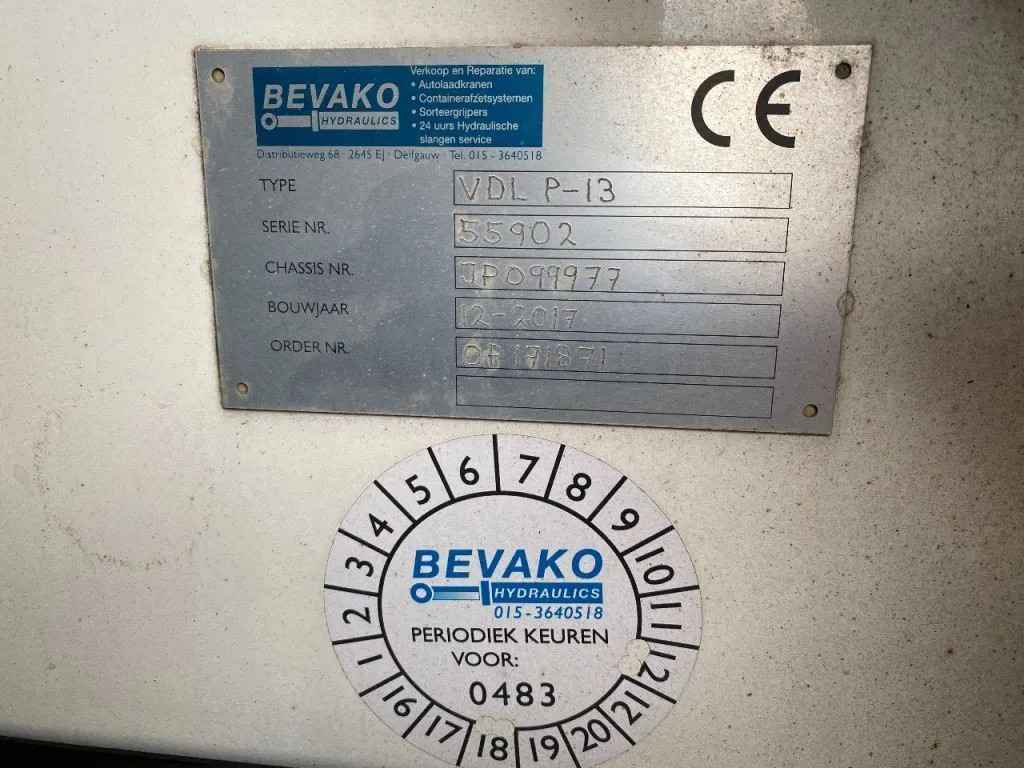 BEVAKO
HYDRAULICS
Verkoop en Reparatie van:
• Autolaadkranen
• Containerafzetsystemen
• Sorteergrijpers
• 24 uurs Hydraulische
slangen service
CE
Distributieweg 68 · 2645 EJ · Delfgauw · Tel. 015 - 3640518
TYPE VDL P-13
SERIE NR. 55902
CHASSIS NR. JP099977
BOUWJAAR 12-2017
ORDER NR.
1 2 3 4 5 6 7 8 9 10 11 12
BEVAKO
HYDRAULICS
015-3640518
PERIODIEK KEUREN
VOOR:
0483
16 17 18 19 20 21